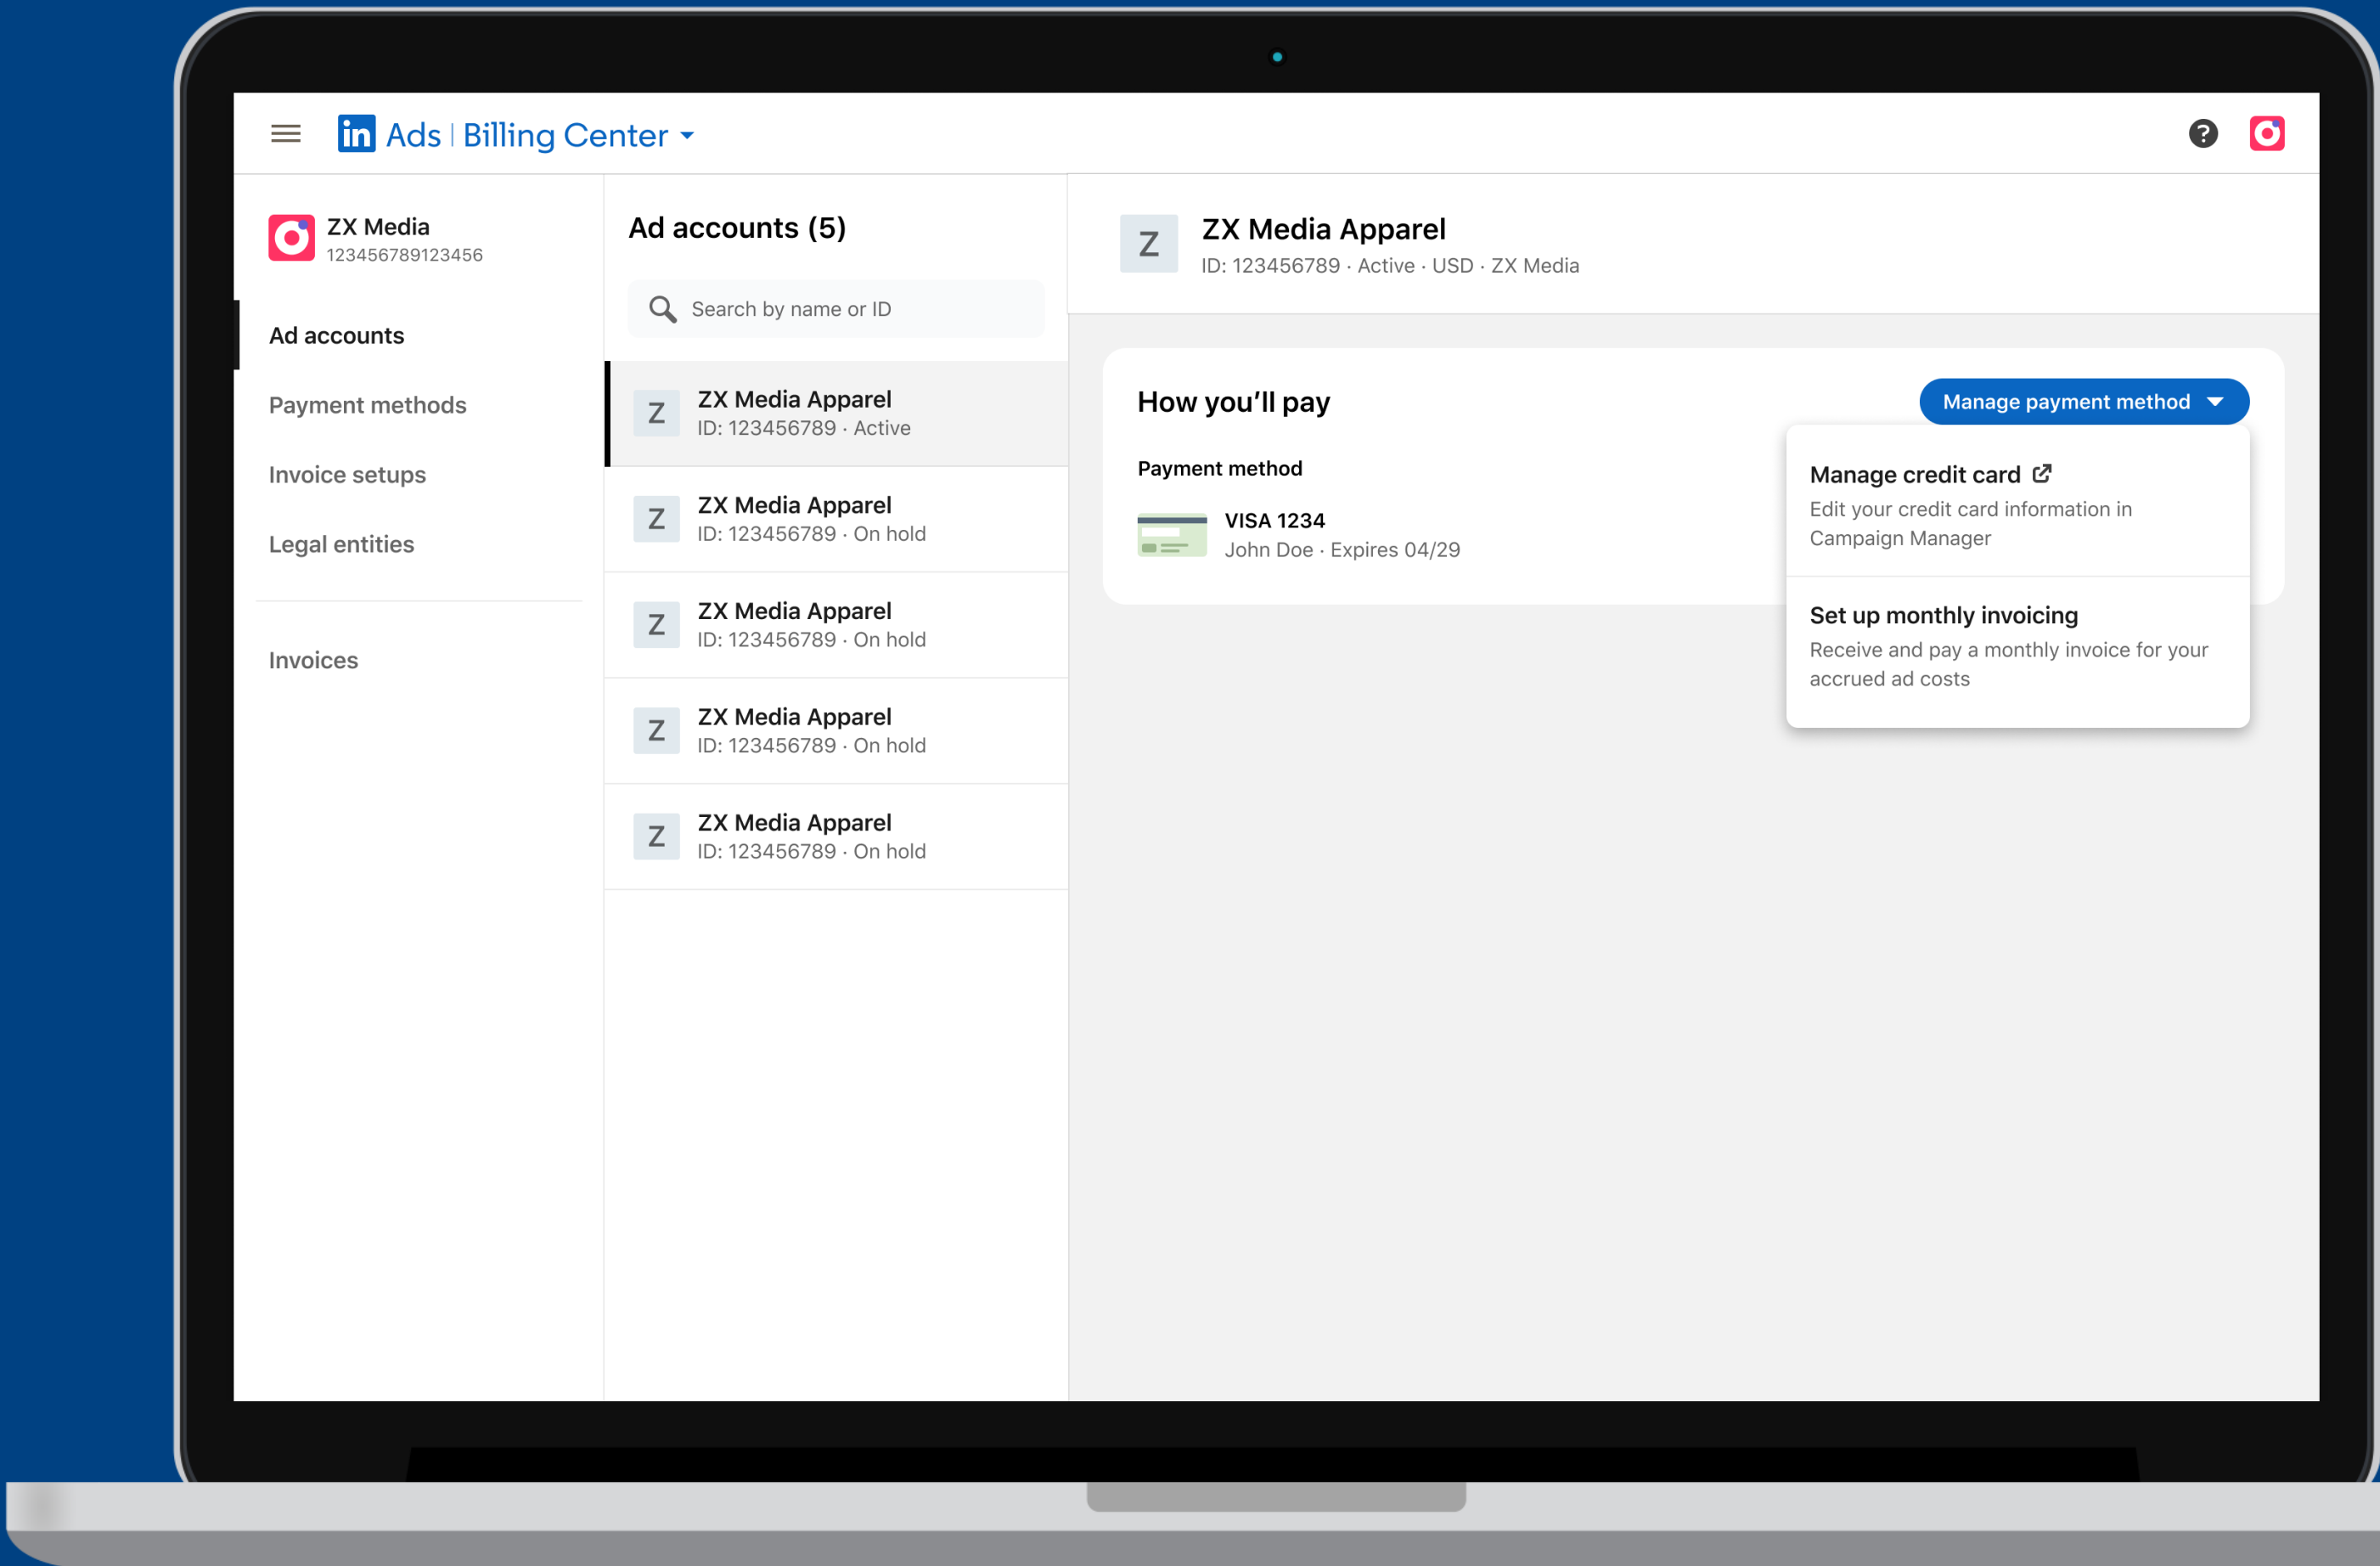 in Ads | Billing Center
?
ZX Media
123456789123456
Ad accounts
Payment methods
Invoice setups
Legal entities
Invoices
Ad accounts (5)
Search by name or ID
Z
ZX Media Apparel
ID: 123456789 · Active
Z
ZX Media Apparel
ID: 123456789 · On hold
Z
ZX Media Apparel
ID: 123456789 · On hold
Z
ZX Media Apparel
ID: 123456789 · On hold
Z
ZX Media Apparel
ID: 123456789 · On hold
Z
ZX Media Apparel
ID: 123456789 · Active · USD · ZX Media
How you’ll pay
Manage payment method
Payment method
VISA 1234
John Doe · Expires 04/29
Manage credit card
Edit your credit card information in
Campaign Manager
Set up monthly invoicing
Receive and pay a monthly invoice for your
accrued ad costs